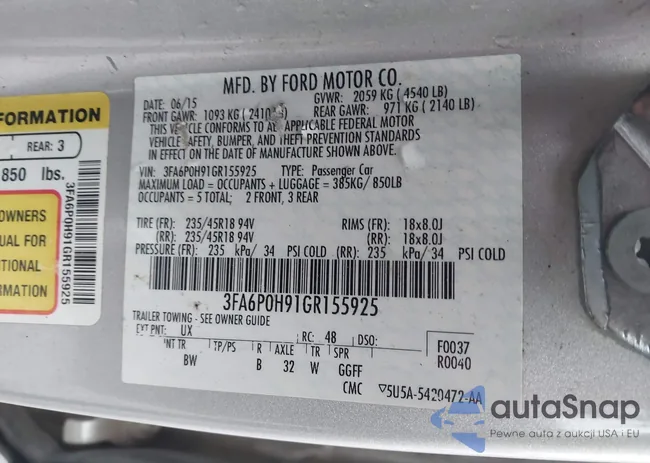 FORMATION
REAR: 3
850 lbs.
OWNERS
UAL FOR
ITIONAL
RMATION
3FA6P0H91GR155925
MFD. BY FORD MOTOR CO.
DATE: 06/15 GVWR: 2059 KG ( 4540 LB)
FRONT GAWR: 1093 KG ( 2410 REAR GAWR: 971 KG ( 2140 LB)
THIS VEHICLE CONFORMS TO ALL APPLICABLE FEDERAL MOTOR
VEHICLE SAFETY, BUMPER, AND THEFT PREVENTION STANDARDS
IN EFFECT ON THE DATE OF MANUFACTURE SHOWN ABOVE.
VIN: 3FA6P0H91GR155925 TYPE: Passenger Car
MAXIMUM LOAD = OCCUPANTS + LUGGAGE = 385KG/ 850LB
OCCUPANTS = 5 TOTAL; 2 FRONT, 3 REAR
TIRE (FR): 235/45R18 94V RIMS (FR): 18x8.0J
(RR): 235/45R18 94V (RR): 18x8.0J
PRESSURE (FR): 235 kPa/ 34 PSI COLD (RR): 235 kPa/ 34 PSI COLD
3FA6P0H91GR155925
TRAILER TOWING - SEE OWNER GUIDE
EXT PNT: UX RC: 48 DSO: F0037
R0040
INT TR TP/PS R AXLE TR SPR
BW B 32 W GGFF
CMC ▽5U5A-5420472-AA
autoSnap
Pewne auta z aukcji USA i EU